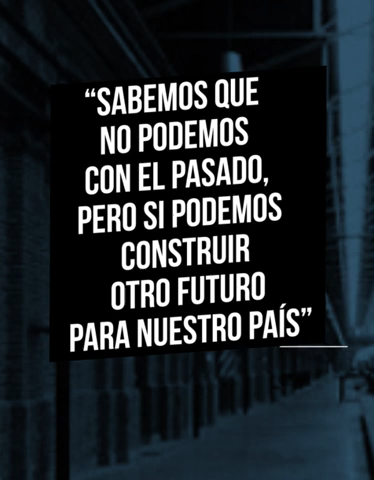 “SABEMOS QUE
NO PODEMOS
CON EL PASADO,
PERO SI PODEMOS
CONSTRUIR
OTRO FUTURO
PARA NUESTRO PAÍS”